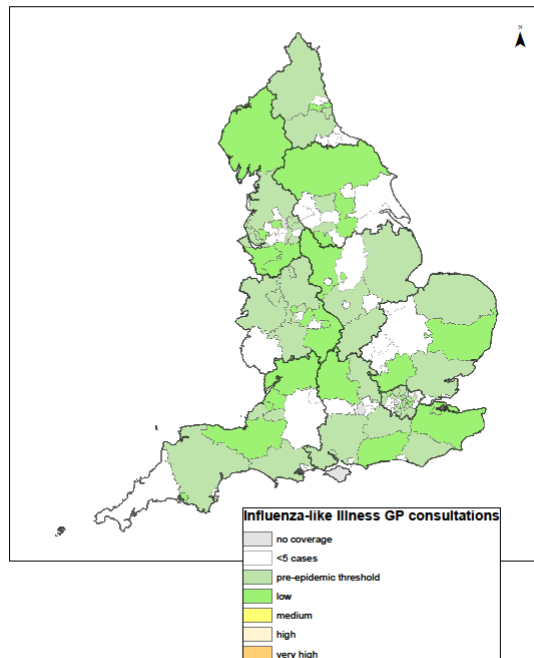 N
Influenza-like Illness GP consultations
no coverage
<5 cases
pre-epidemic threshold
low
medium
high
very high